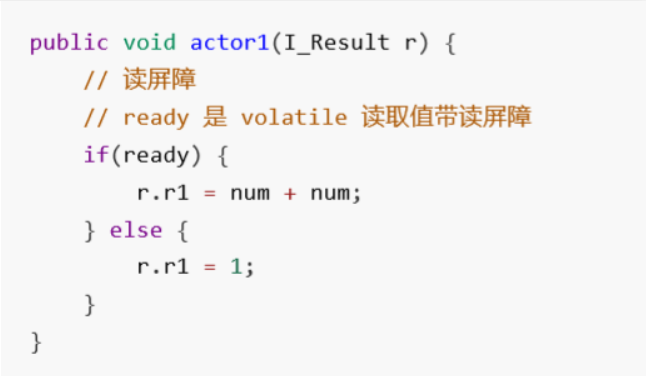 public void actor1(I_Result r) {
    // 读屏障
    // ready 是 volatile 读取值带读屏障
    if(ready) {
        r.r1 = num + num;
    } else {
        r.r1 = 1;
    }
}